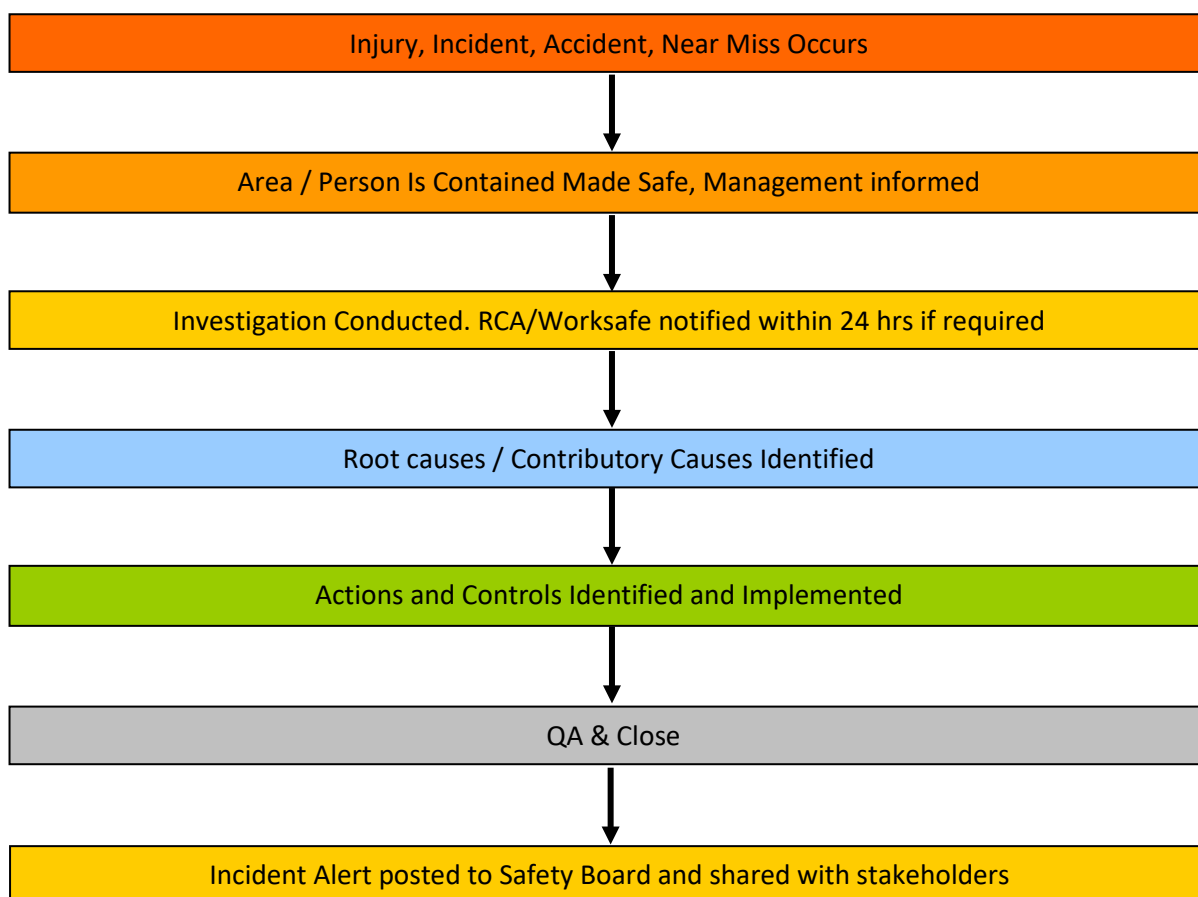 Injury, Incident, Accident, Near Miss Occurs
Area / Person Is Contained Made Safe, Management informed
Investigation Conducted. RCA/Worksafe notified within 24 hrs if required
Root causes / Contributory Causes Identified
Actions and Controls Identified and Implemented
QA & Close
Incident Alert posted to Safety Board and shared with stakeholders